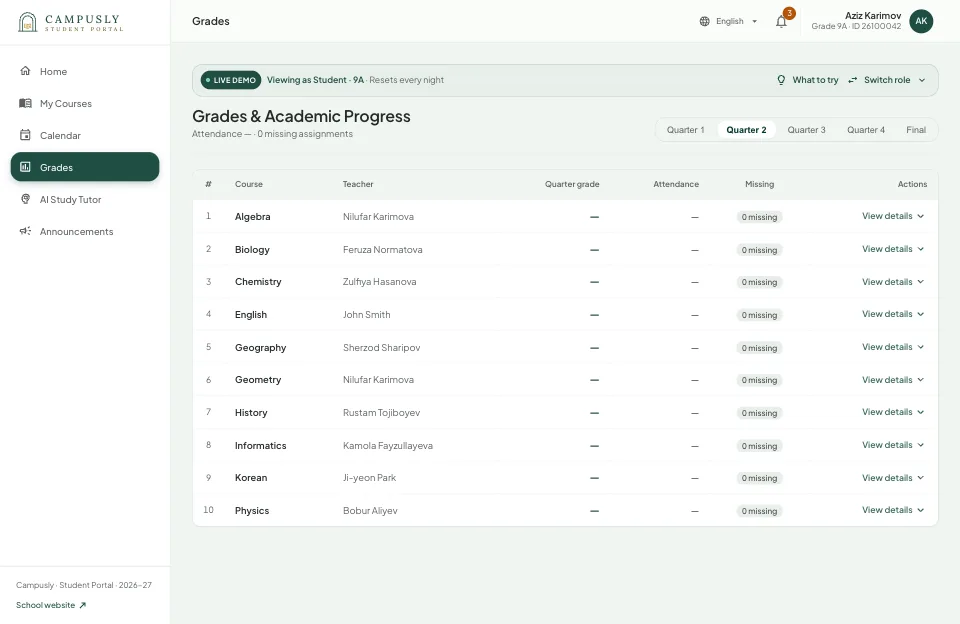 CAMPUSLY
STUDENT PORTAL
Grades
English
3
Aziz Karimov
Grade 9A · ID 26100042
AK
Home
My Courses
Calendar
Grades
AI Study Tutor
Announcements
LIVE DEMO
Viewing as Student · 9A · Resets every night
What to try
Switch role
Grades & Academic Progress
Attendance — · 0 missing assignments
Quarter 1 Quarter 2 Quarter 3 Quarter 4 Final
# Course Teacher Quarter grade Attendance Missing Actions
1 Algebra Nilufar Karimova — — 0 missing View details
2 Biology Feruza Normatova — — 0 missing View details
3 Chemistry Zulfiya Hasanova — — 0 missing View details
4 English John Smith — — 0 missing View details
5 Geography Sherzod Sharipov — — 0 missing View details
6 Geometry Nilufar Karimova — — 0 missing View details
7 History Rustam Tojiboyev — — 0 missing View details
8 Informatics Kamola Fayzullayeva — — 0 missing View details
9 Korean Ji-yeon Park — — 0 missing View details
10 Physics Bobur Aliyev — — 0 missing View details
Campusly · Student Portal · 2026–27
School website ↗